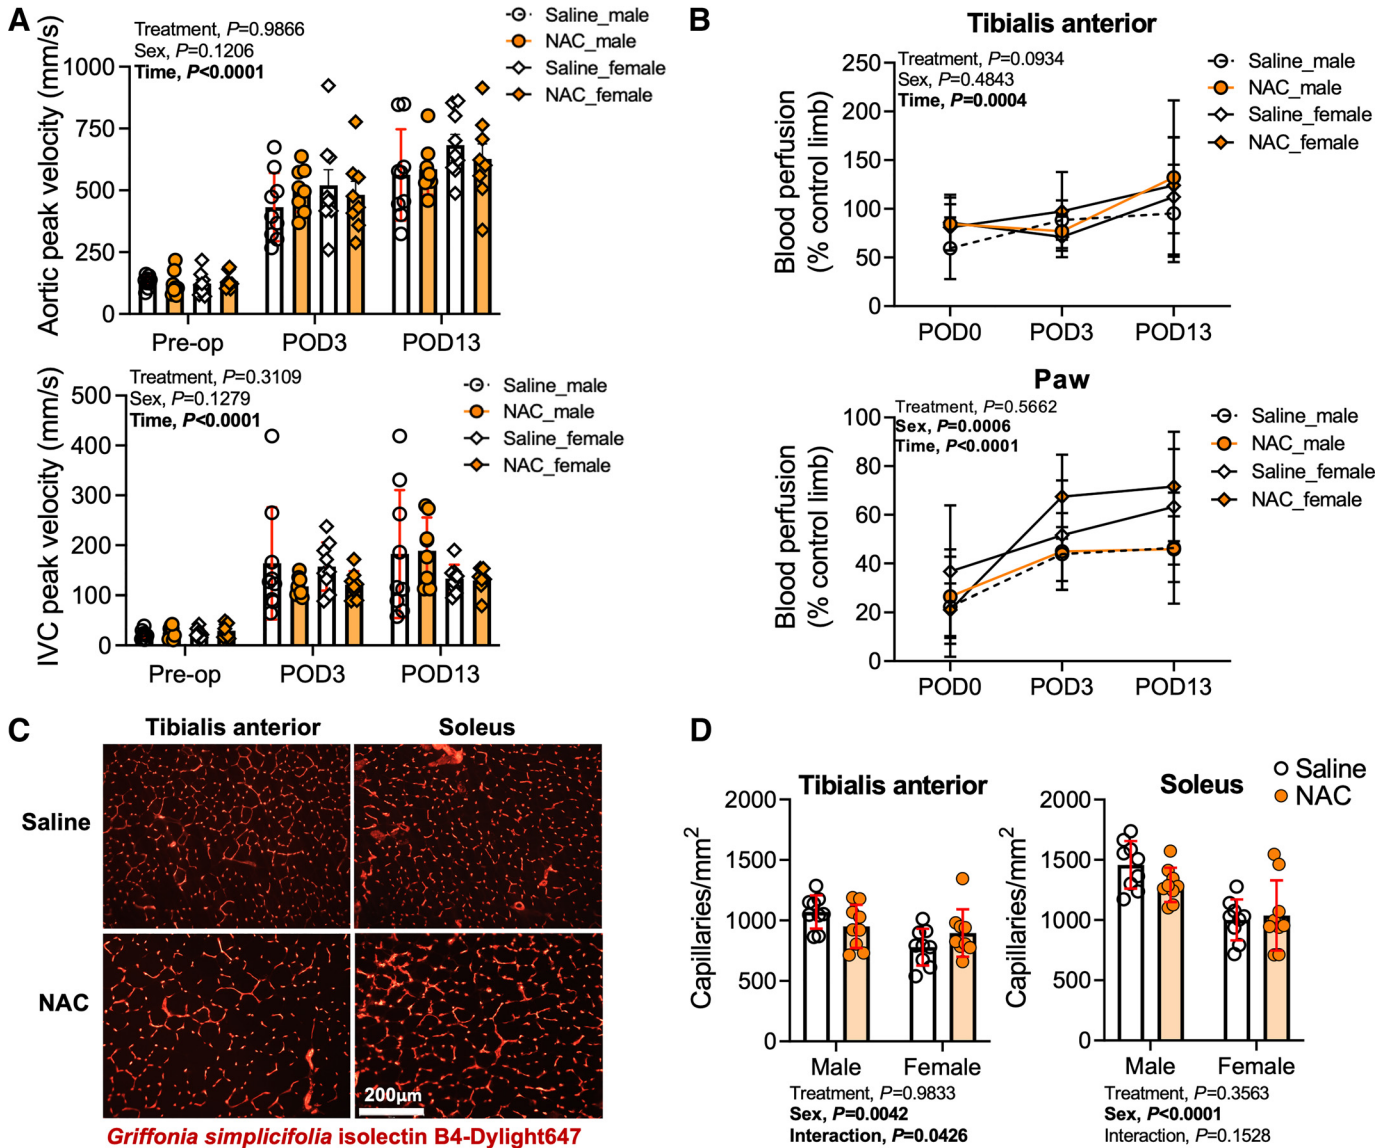 A
Treatment, P=0.9866
Sex, P=0.1206
Time, P<0.0001
Saline_male
NAC_male
Saline_female
NAC_female
Aortic peak velocity (mm/s)
1000
750
500
250
0
Pre-op POD3 POD13
Treatment, P=0.3109
Sex, P=0.1279
Time, P<0.0001
Saline_male
NAC_male
Saline_female
NAC_female
IVC peak velocity (mm/s)
500
400
300
200
100
0
Pre-op POD3 POD13
B
Tibialis anterior
Treatment, P=0.0934
Sex, P=0.4843
Time, P=0.0004
Saline_male
NAC_male
Saline_female
NAC_female
Blood perfusion
(% control limb)
250
200
150
100
50
0
POD0 POD3 POD13
Paw
Treatment, P=0.5662
Sex, P=0.0006
Time, P<0.0001
Saline_male
NAC_male
Saline_female
NAC_female
Blood perfusion
(% control limb)
100
80
60
40
20
0
POD0 POD3 POD13
C
Tibialis anterior Soleus
Saline
NAC
200µm
Griffonia simplicifolia isolectin B4-Dylight647
D
Saline
NAC
Tibialis anterior
Capillaries/mm2
2000
1500
1000
500
0
Male Female
Treatment, P=0.9833
Sex, P=0.0042
Interaction, P=0.0426
Soleus
Capillaries/mm2
2000
1500
1000
500
0
Male Female
Treatment, P=0.3563
Sex, P<0.0001
Interaction, P=0.1528